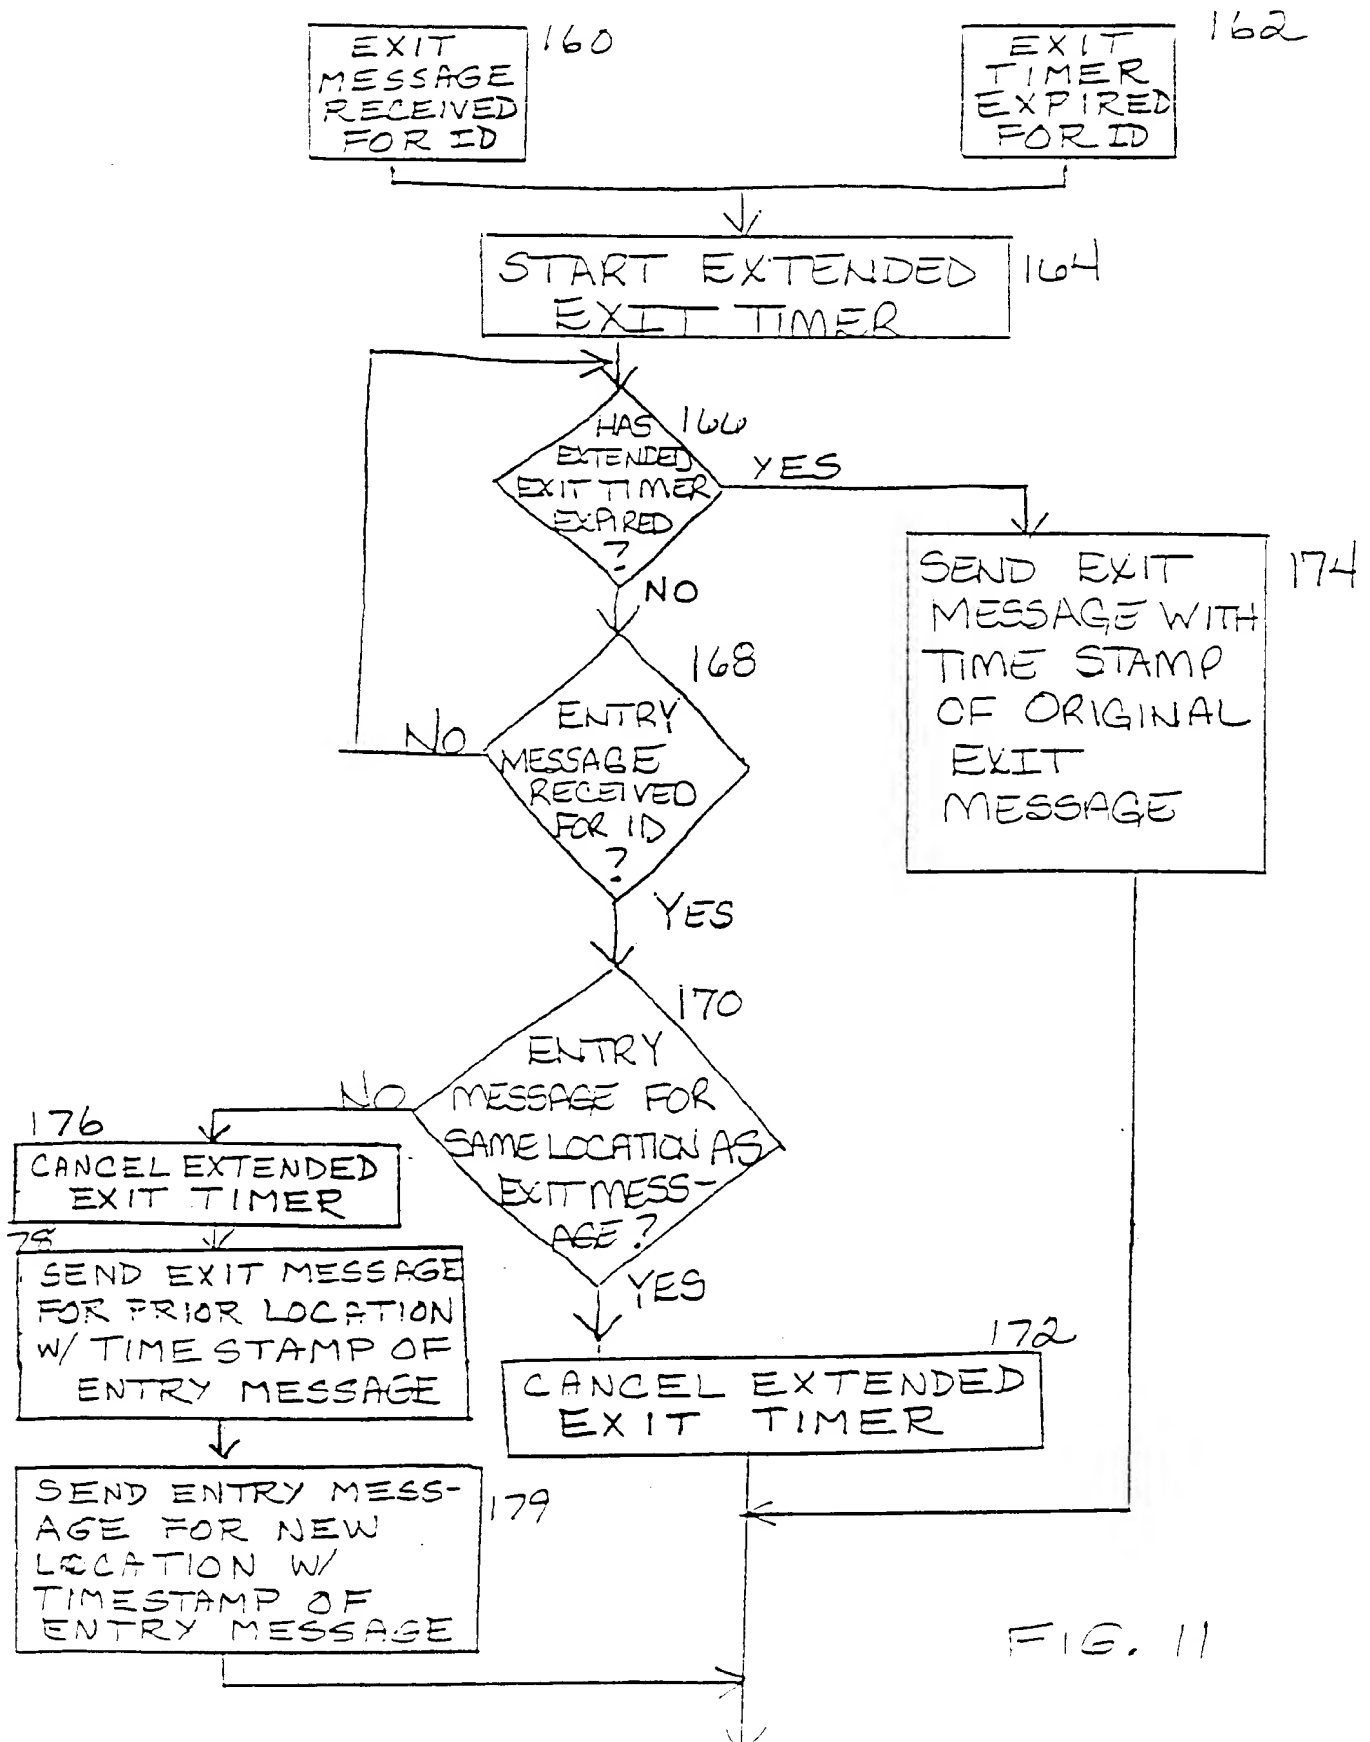 EXIT
MESSAGE
RECEIVED
FOR ID
160
EXIT
TIMER
EXPIRED
FOR ID
162
START EXTENDED
EXIT TIMER
164
HAS
EXTENDED
EXIT TIMER
EXPIRED
?
166
YES
NO
SEND EXIT
MESSAGE WITH
TIME STAMP
OF ORIGINAL
EXIT
MESSAGE
174
168
ENTRY
MESSAGE
RECEIVED
FOR ID
?
NO
YES
170
ENTRY
MESSAGE FOR
SAME LOCATION AS
EXIT MESS-
AGE?
NO
YES
176
CANCEL EXTENDED
EXIT TIMER
78
SEND EXIT MESSAGE
FOR PRIOR LOCATION
W/ TIME STAMP OF
ENTRY MESSAGE
172
CANCEL EXTENDED
EXIT TIMER
SEND ENTRY MESS-
AGE FOR NEW
LOCATION W/
TIMESTAMP OF
ENTRY MESSAGE
179
FIG. 11